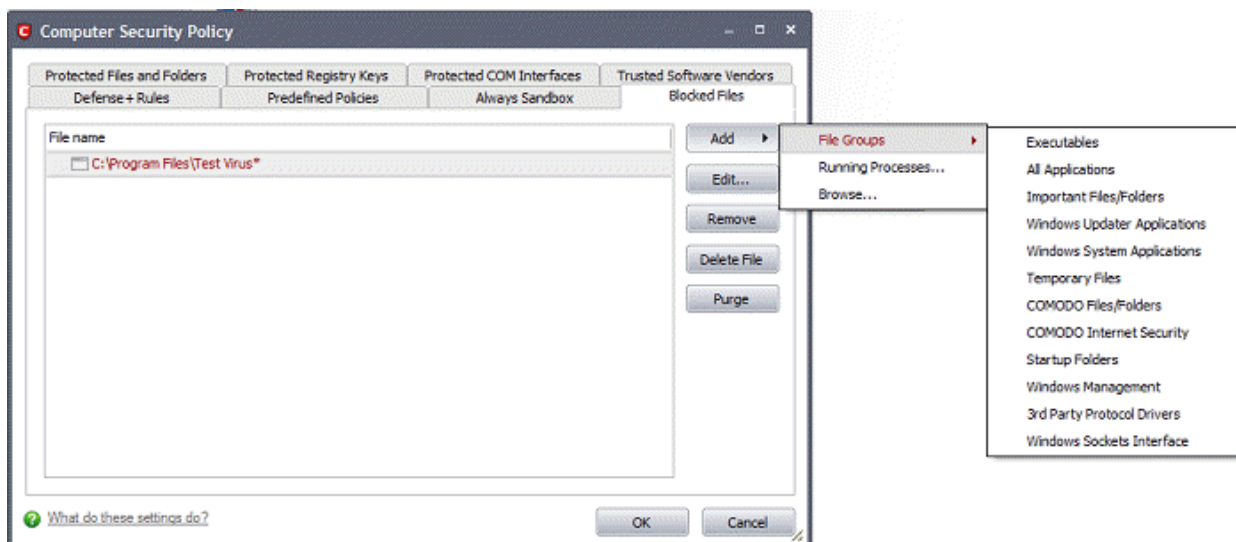 Computer Security Policy
Protected Files and Folders Protected Registry Keys Protected COM Interfaces Trusted Software Vendors
Defense+ Rules Predefined Policies Always Sandbox Blocked Files
File name
C:\Program Files\Test Virus*
Add
Edit...
Remove
Delete File
Purge
File Groups
Running Processes...
Browse...
Executables
All Applications
Important Files/Folders
Windows Updater Applications
Windows System Applications
Temporary Files
COMODO Files/Folders
COMODO Internet Security
Startup Folders
Windows Management
3rd Party Protocol Drivers
Windows Sockets Interface
What do these settings do?
OK Cancel